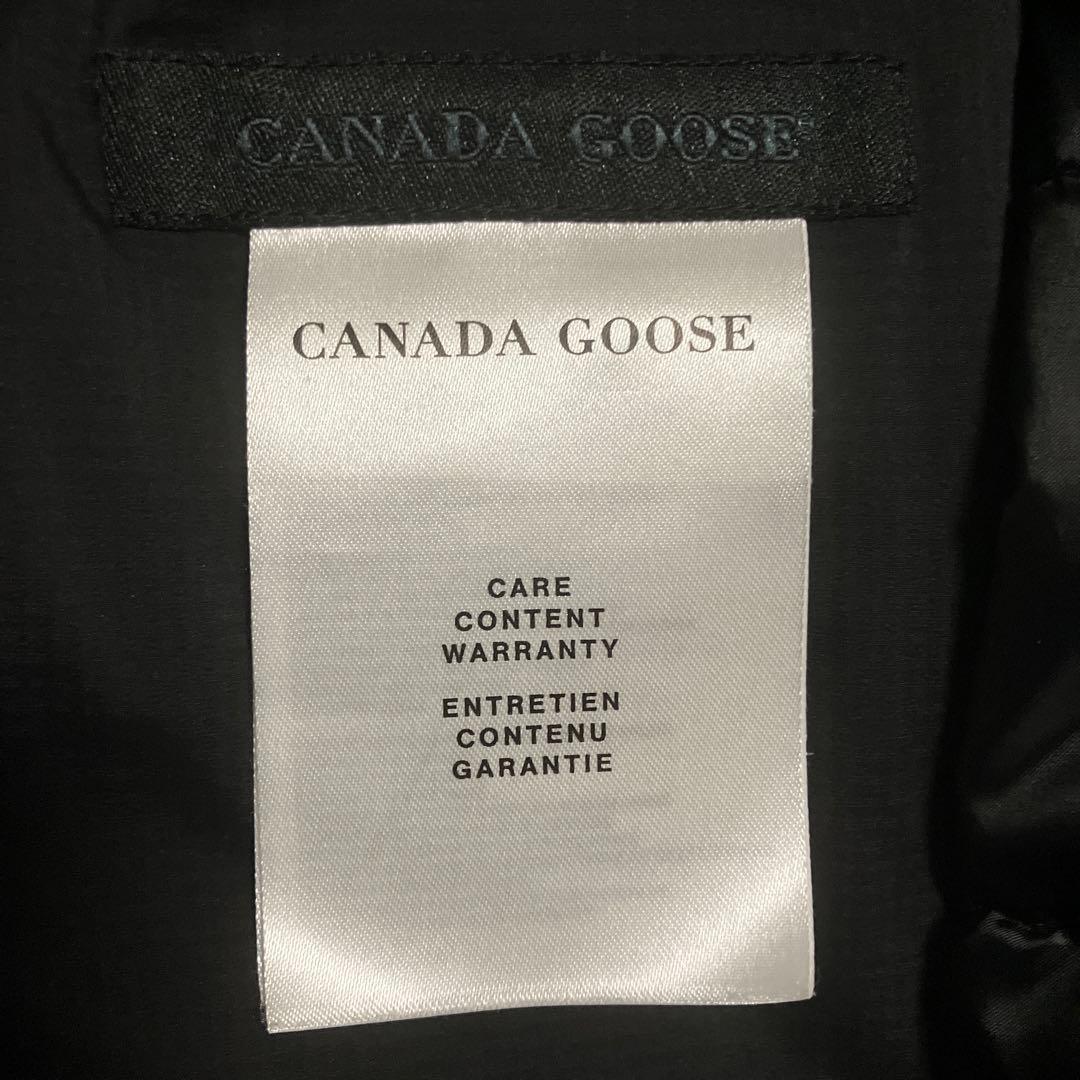 CANADA GOOSE
CANADA GOOSE
CARE
CONTENT
WARRANTY
ENTRETIEN
CONTENU
GARANTIE